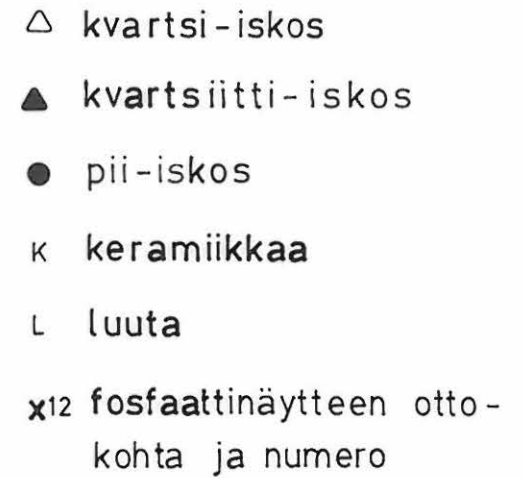 △ kvartsi-iskos
▲ kvartsiitti-iskos
● pii-iskos
K keramiikkaa
L luuta
x12 fosfaattinäytteen otto-
kohta ja numero